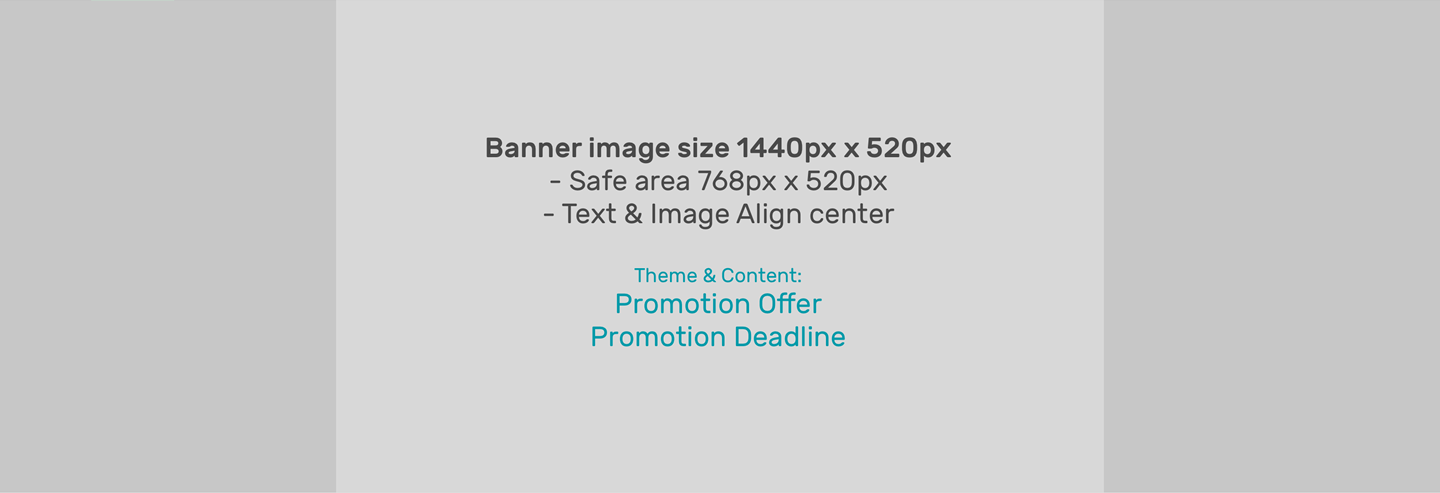 Banner image size 1440px x 520px
- Safe area 768px x 520px
- Text & Image Align center
Theme & Content:
Promotion Offer
Promotion Deadline